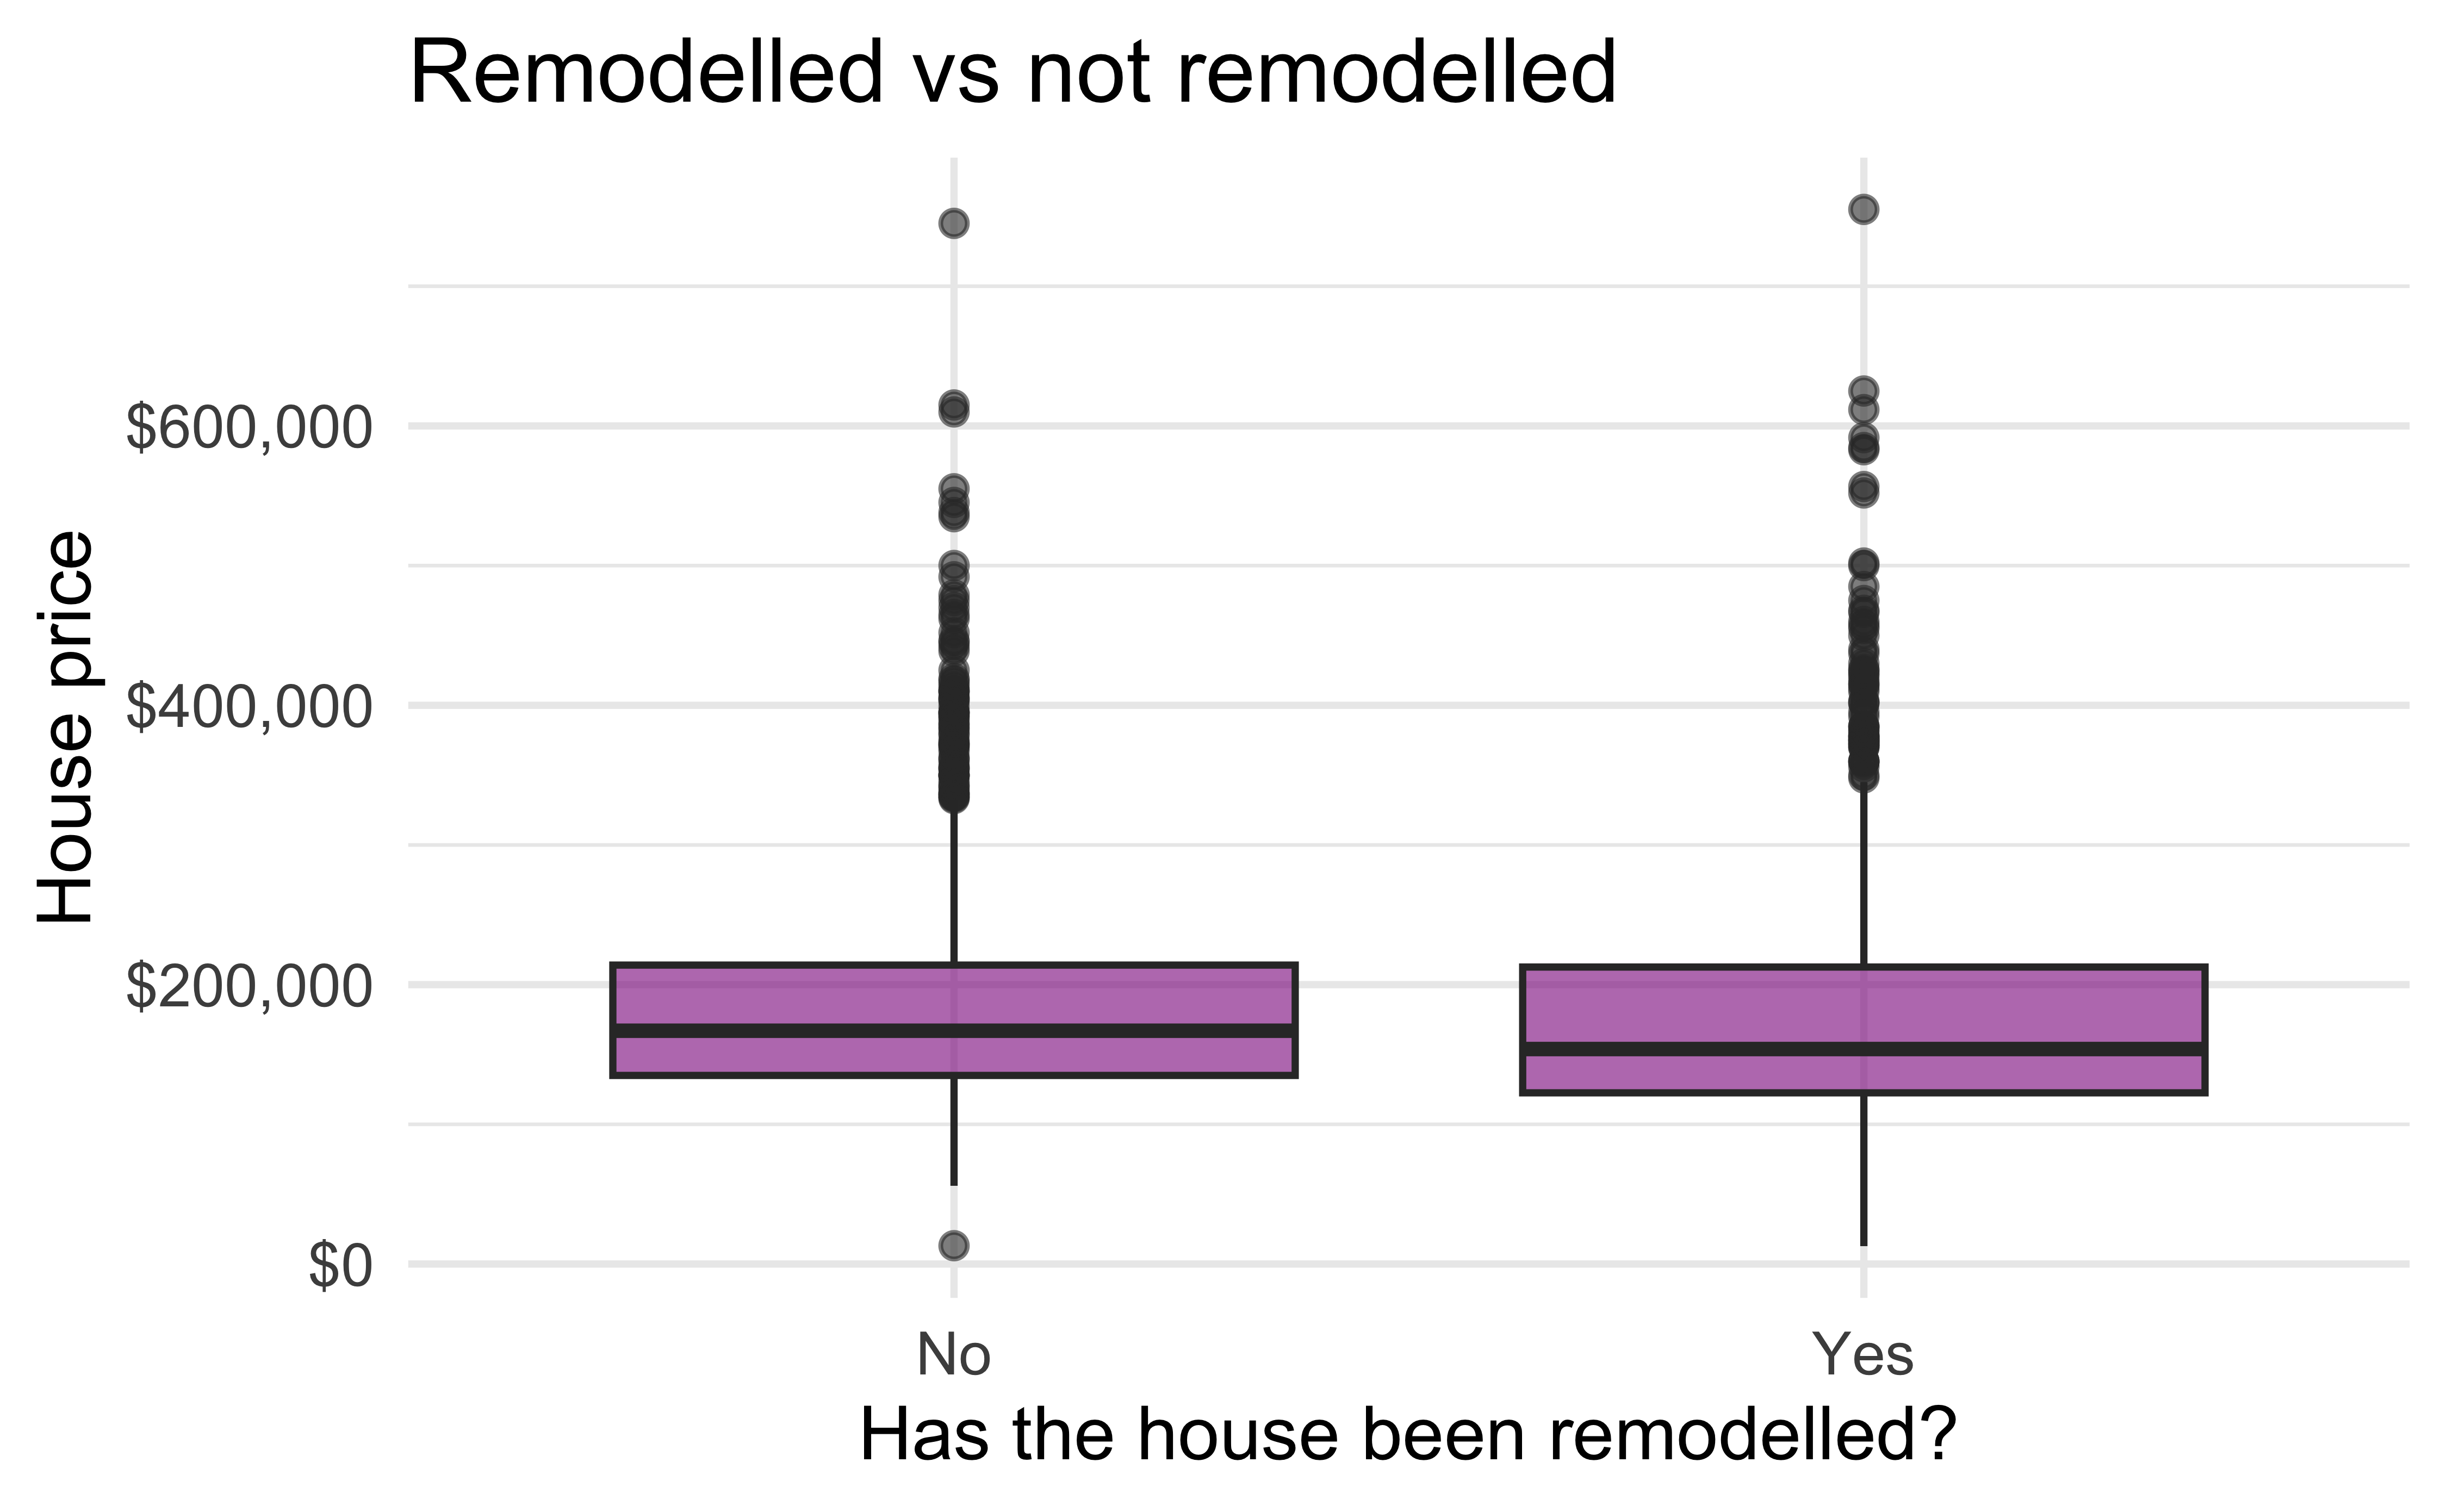 Remodelled vs not remodelled
House price
$600,000
$400,000
$200,000
$0
No
Yes
Has the house been remodelled?